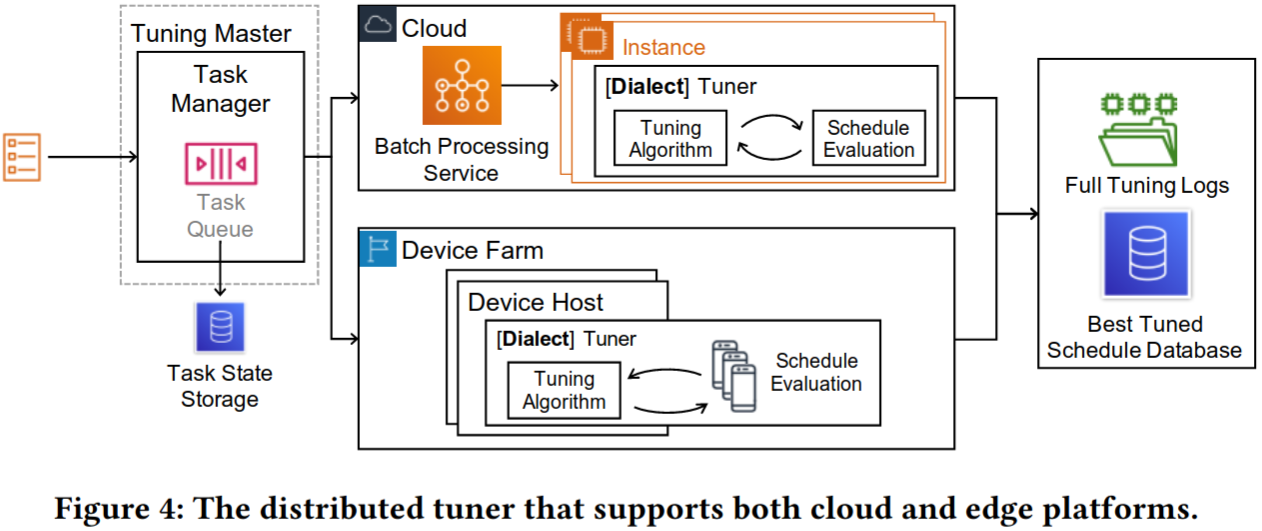 Tuning Master
Task
Manager
Task
Queue
Task State
Storage
Cloud
Batch Processing
Service
Instance
[Dialect] Tuner
Tuning
Algorithm
Schedule
Evaluation
Device Farm
Device Host
[Dialect] Tuner
Tuning
Algorithm
Schedule
Evaluation
Full Tuning Logs
Best Tuned
Schedule Database
Figure 4: The distributed tuner that supports both cloud and edge platforms.